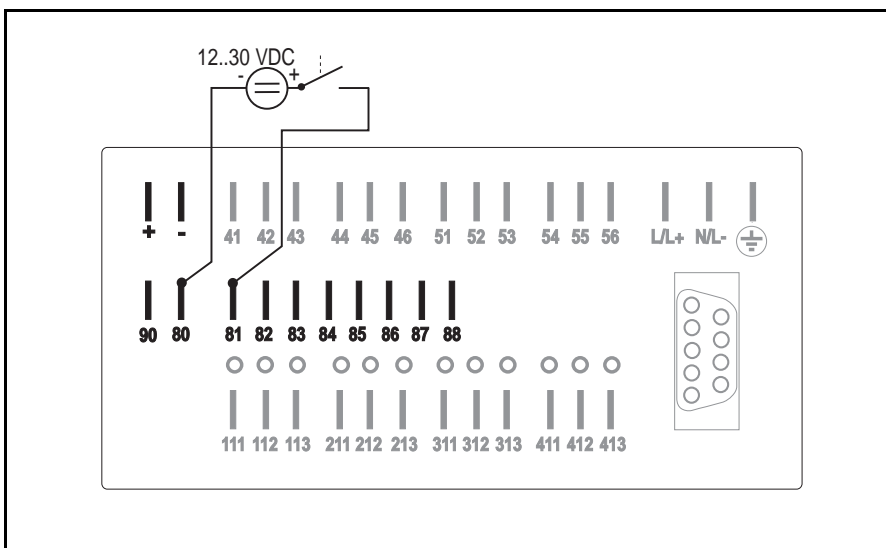 12..30 VDC
- +
+ - 41 42 43 44 45 46 51 52 53 54 55 56 L/L+ N/L-
90 80 81 82 83 84 85 86 87 88
111 112 113 211 212 213 311 312 313 411 412 413